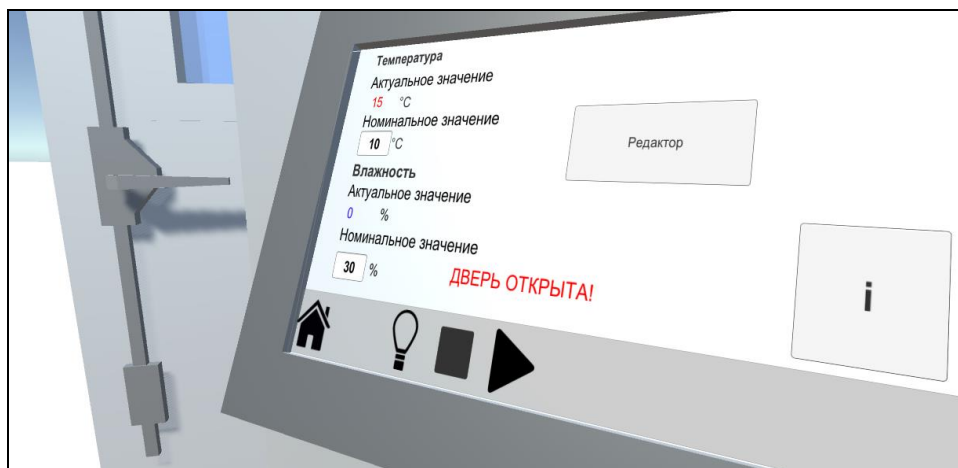 Температура
Актуальное значение
15 °C
Номинальное значение
10 °C
Влажность
Актуальное значение
0 %
Номинальное значение
30 %
ДВЕРЬ ОТКРЫТА!
Редактор
i